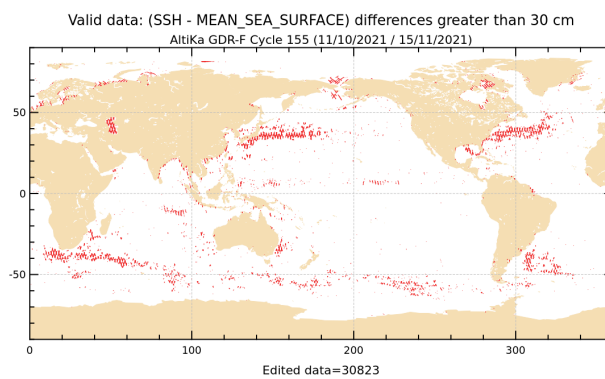 Valid data: (SSH - MEAN_SEA_SURFACE) differences greater than 30 cm
AltiKa GDR-F Cycle 155 (11/10/2021 / 15/11/2021)
50
0
-50
0 100 200 300
Edited data=30823